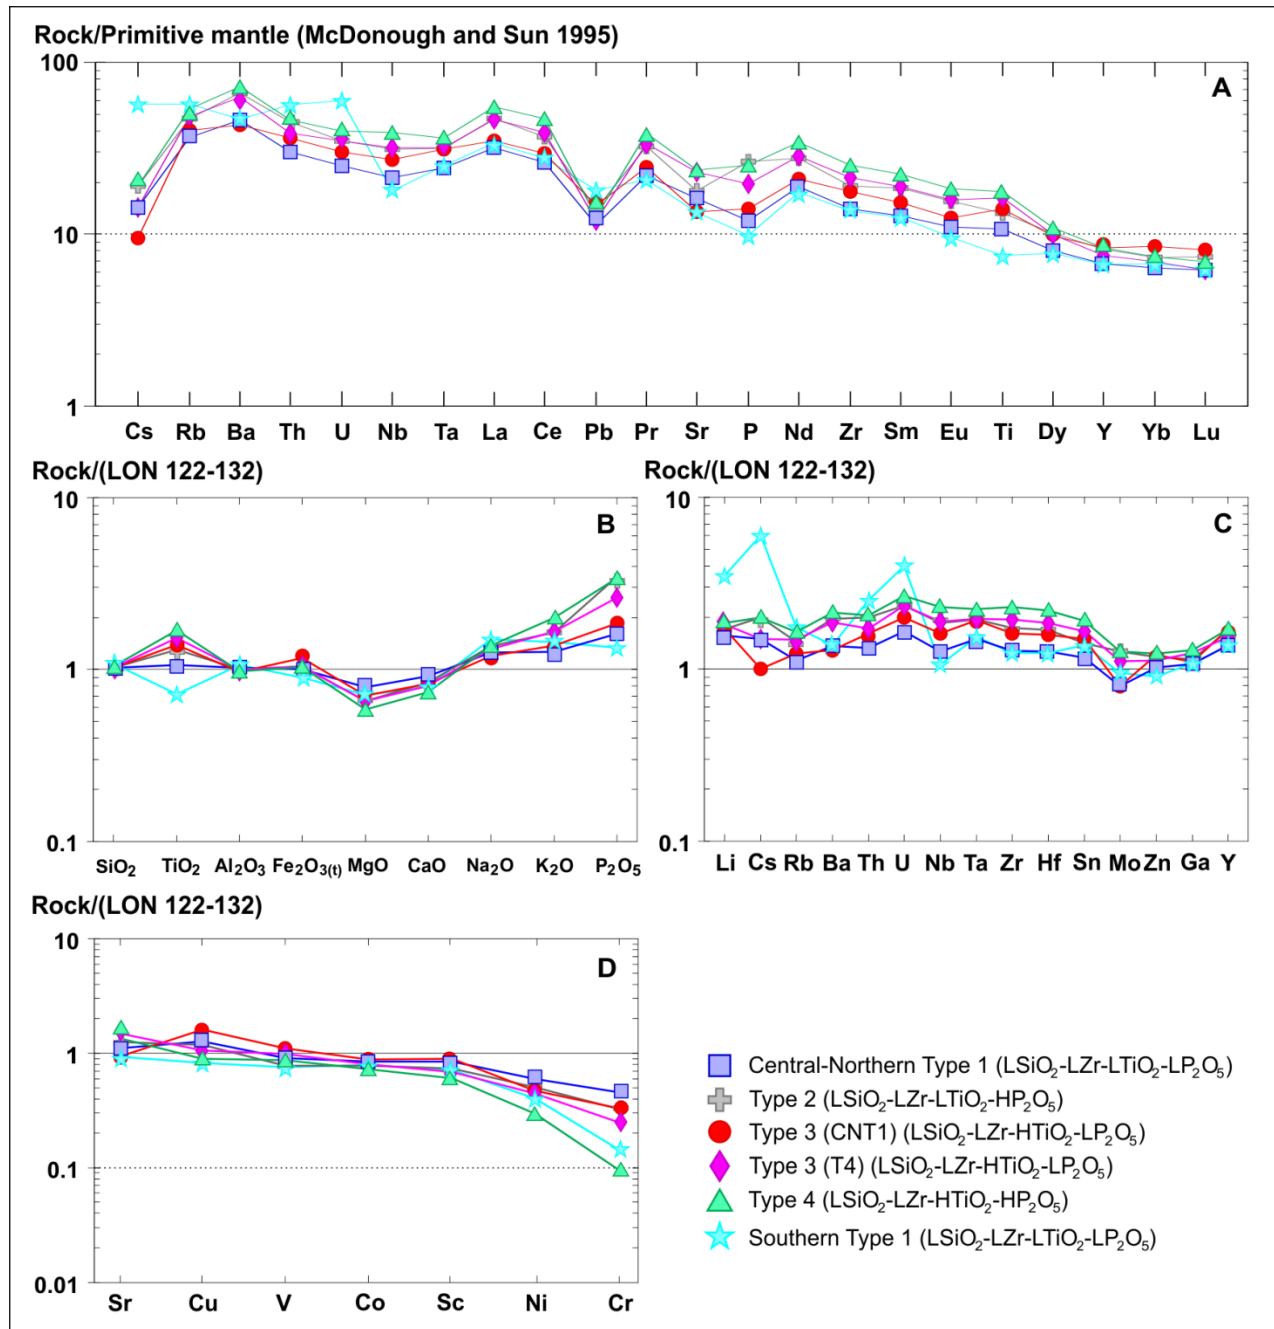 Rock/Primitive mantle (McDonough and Sun 1995)
100
A
10
1
Cs Rb Ba Th U Nb Ta La Ce Pb Pr Sr P Nd Zr Sm Eu Ti Dy Y Yb Lu
Rock/(LON 122-132)
10
B
1
0.1
SiO₂ TiO₂ Al₂O₃ Fe₂O₃₍t₎ MgO CaO Na₂O K₂O P₂O₅
Rock/(LON 122-132)
10
C
1
0.1
Li Cs Rb Ba Th U Nb Ta Zr Hf Sn Mo Zn Ga Y
Rock/(LON 122-132)
10
D
1
0.1
0.01
Sr Cu V Co Sc Ni Cr
Central-Northern Type 1 (LSiO₂-LZr-LTiO₂-LP₂O₅)
Type 2 (LSiO₂-LZr-LTiO₂-HP₂O₅)
Type 3 (CNT1) (LSiO₂-LZr-HTiO₂-LP₂O₅)
Type 3 (T4) (LSiO₂-LZr-HTiO₂-LP₂O₅)
Type 4 (LSiO₂-LZr-HTiO₂-HP₂O₅)
Southern Type 1 (LSiO₂-LZr-LTiO₂-LP₂O₅)